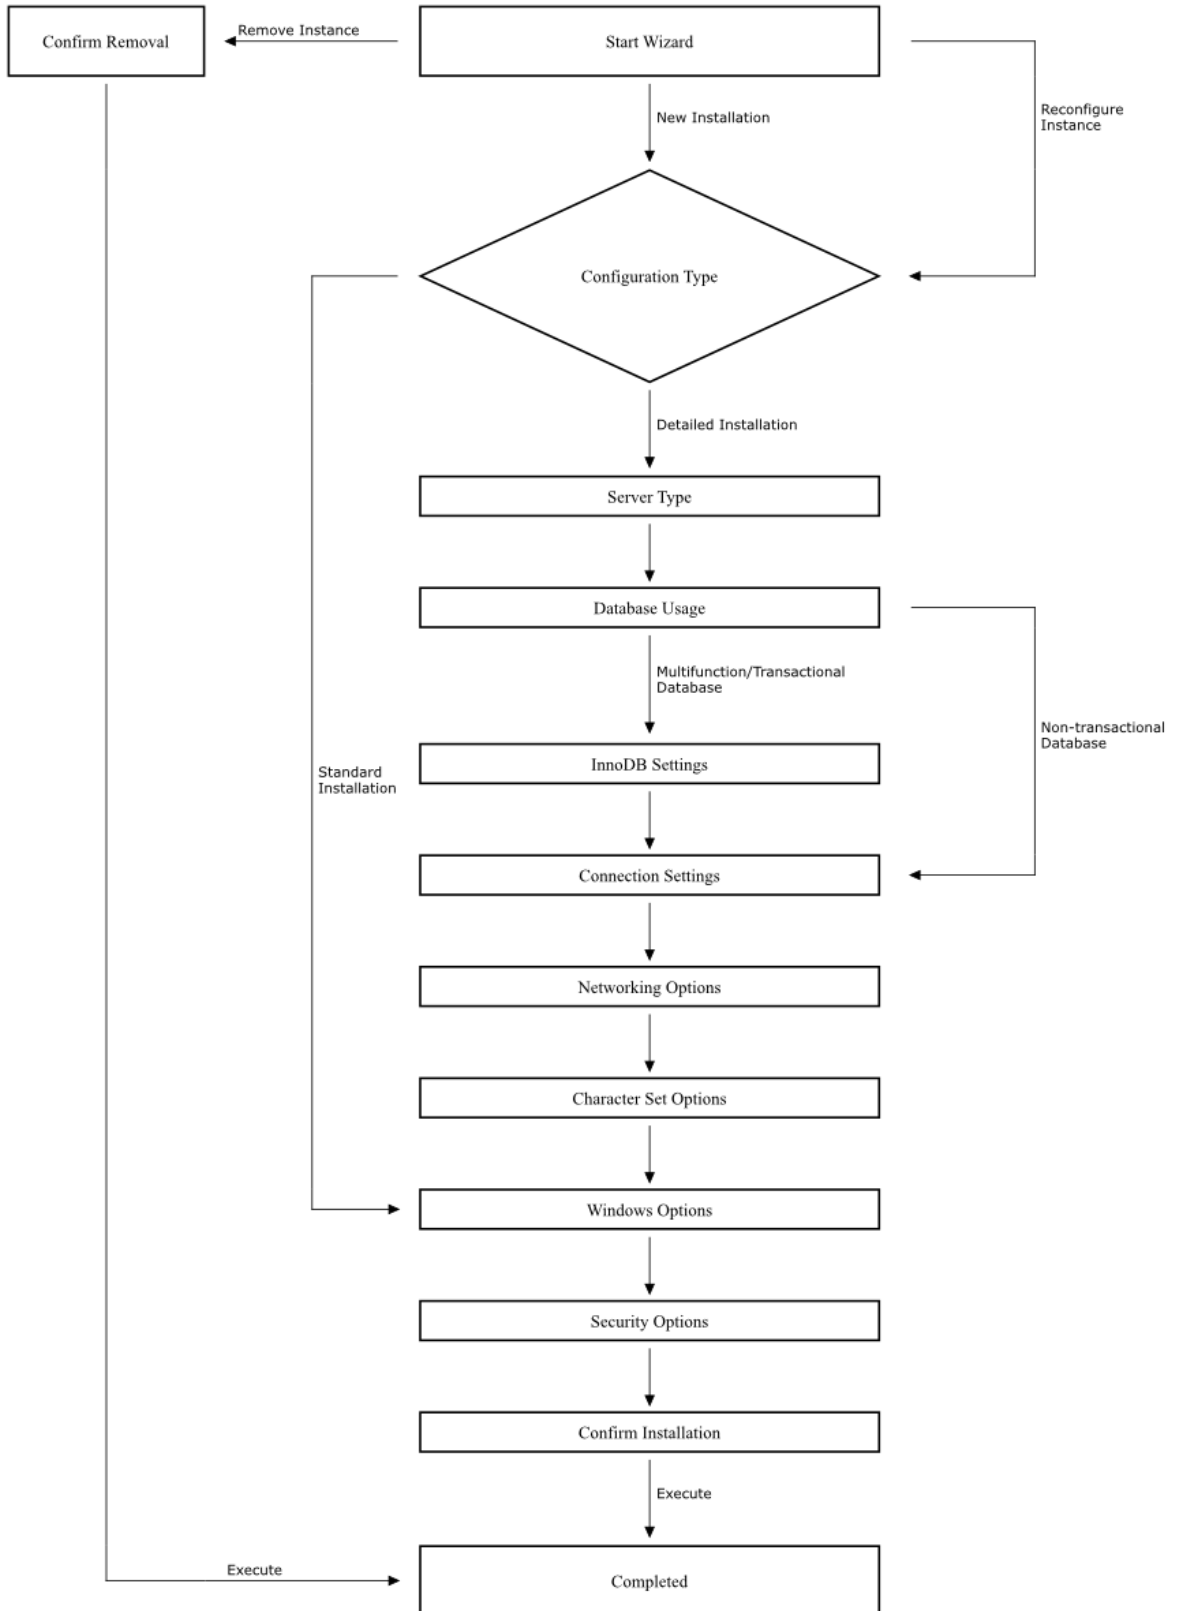 Confirm Removal
Remove Instance
Start Wizard
New Installation
Reconfigure
Instance
Configuration Type
Detailed Installation
Server Type
Database Usage
Multifunction/Transactional
Database
Non-transactional
Database
InnoDB Settings
Standard
Installation
Connection Settings
Networking Options
Character Set Options
Windows Options
Security Options
Confirm Installation
Execute
Execute
Completed